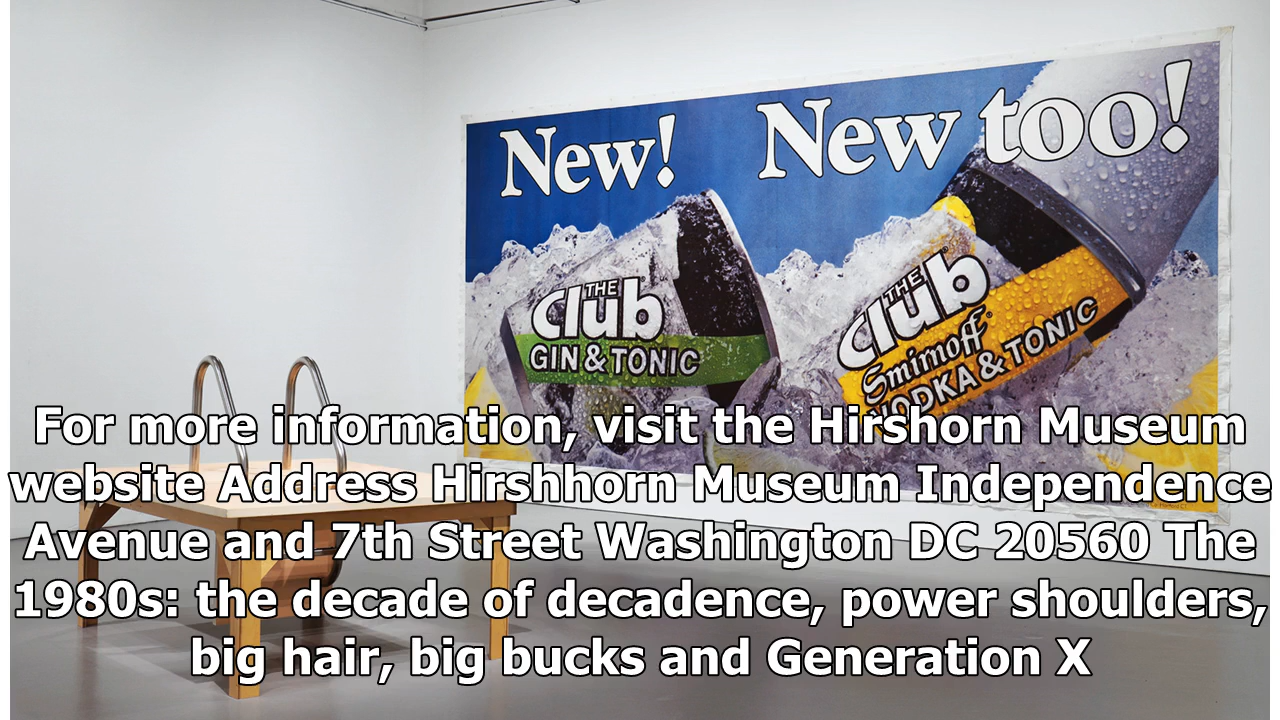 New! New too!
THE
Club
GIN & TONIC
THE
Club
Smirnoff
VODKA & TONIC
For more information, visit the Hirshorn Museum
website Address Hirshhorn Museum Independence
Avenue and 7th Street Washington DC 20560 The
1980s: the decade of decadence, power shoulders,
big hair, big bucks and Generation X